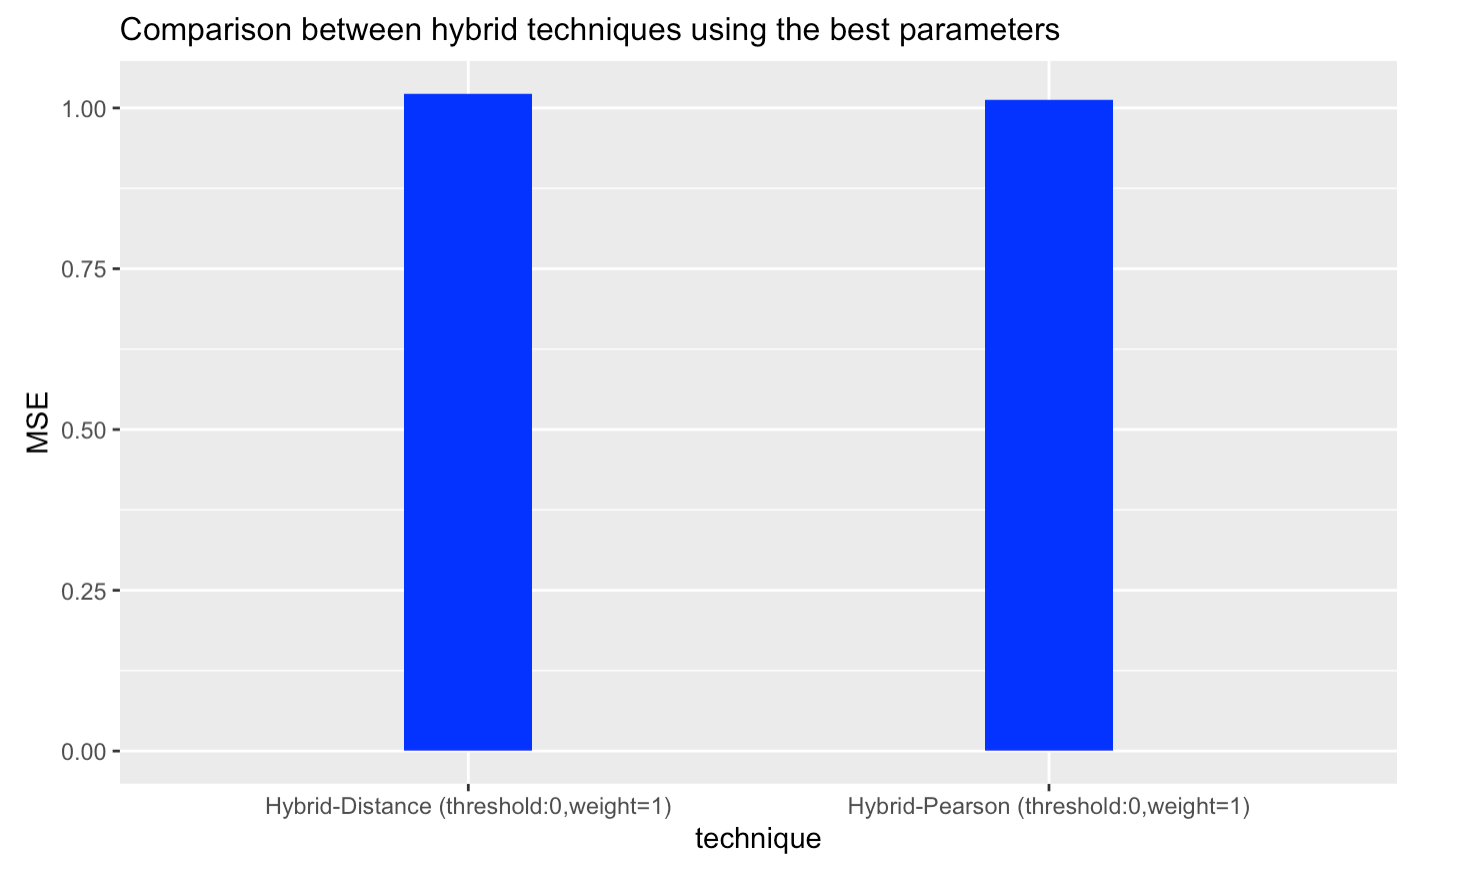 Comparison between hybrid techniques using the best parameters
1.00
0.75
0.50
0.25
0.00
MSE
Hybrid-Distance (threshold:0,weight=1)
Hybrid-Pearson (threshold:0,weight=1)
technique